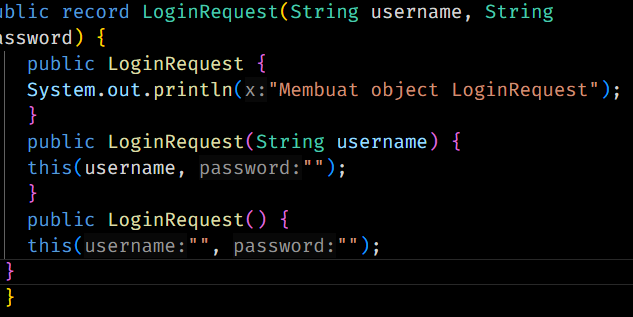 ublic record LoginRequest(String username, String
assword) {
public LoginRequest {
System.out.println(x:"Membuat object LoginRequest");
}
public LoginRequest(String username) {
this(username, password:"");
}
public LoginRequest() {
this(username:"", password:"");
}
}